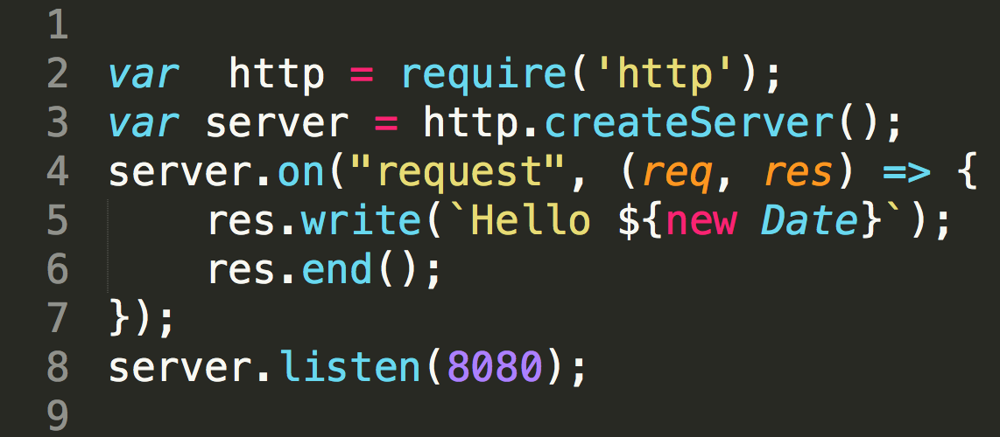 1
2 var  http = require('http');
3 var server = http.createServer();
4 server.on("request", (req, res) => {
5     res.write(`Hello ${new Date}`);
6     res.end();
7 });
8 server.listen(8080);
9